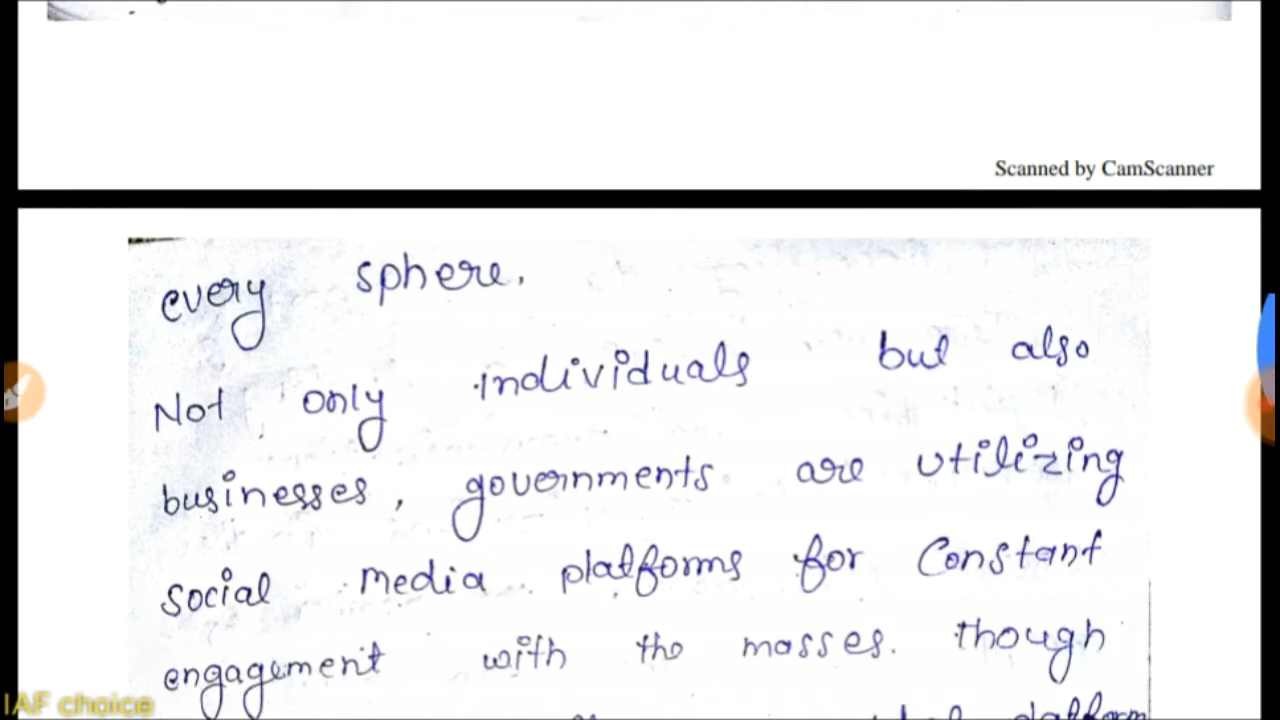 Scanned by CamScanner
every sphere.
Not only individuals but also
businesses, governments are utilizing
social media platforms for Constant
engagement with the masses. Though
platform
IAF choice